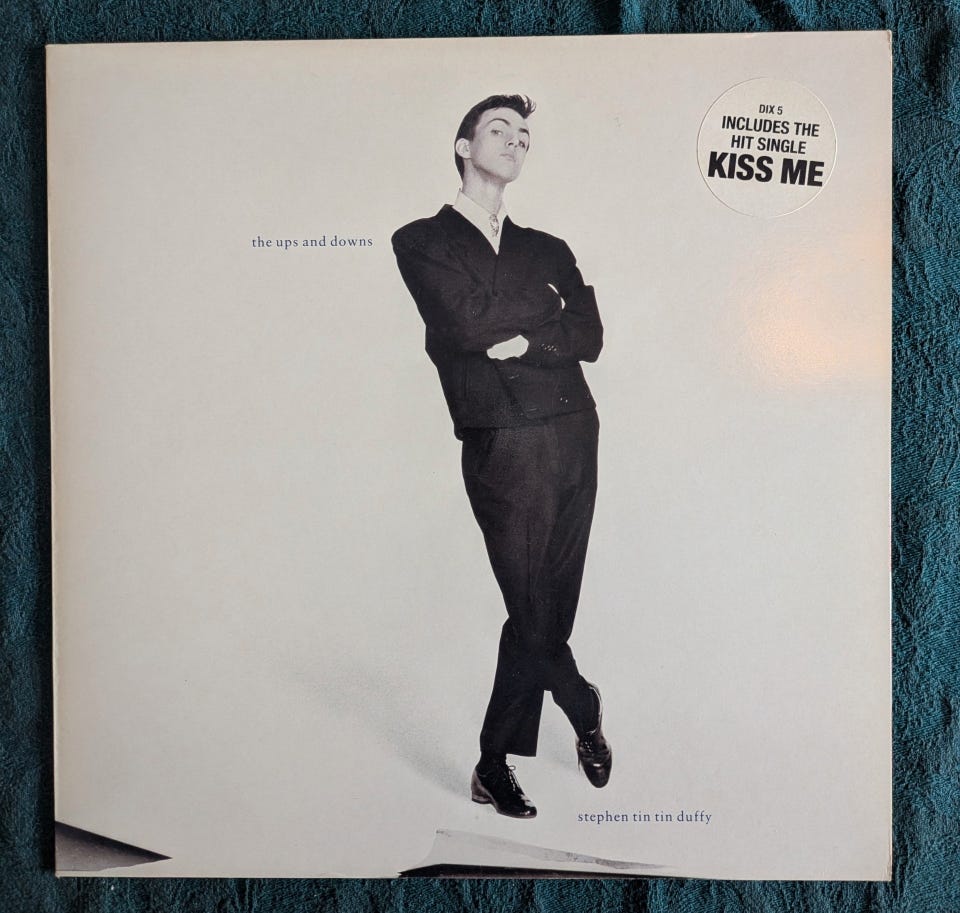 DIX 5
INCLUDES THE
HIT SINGLE
KISS ME
the ups and downs
stephen tin tin duffy